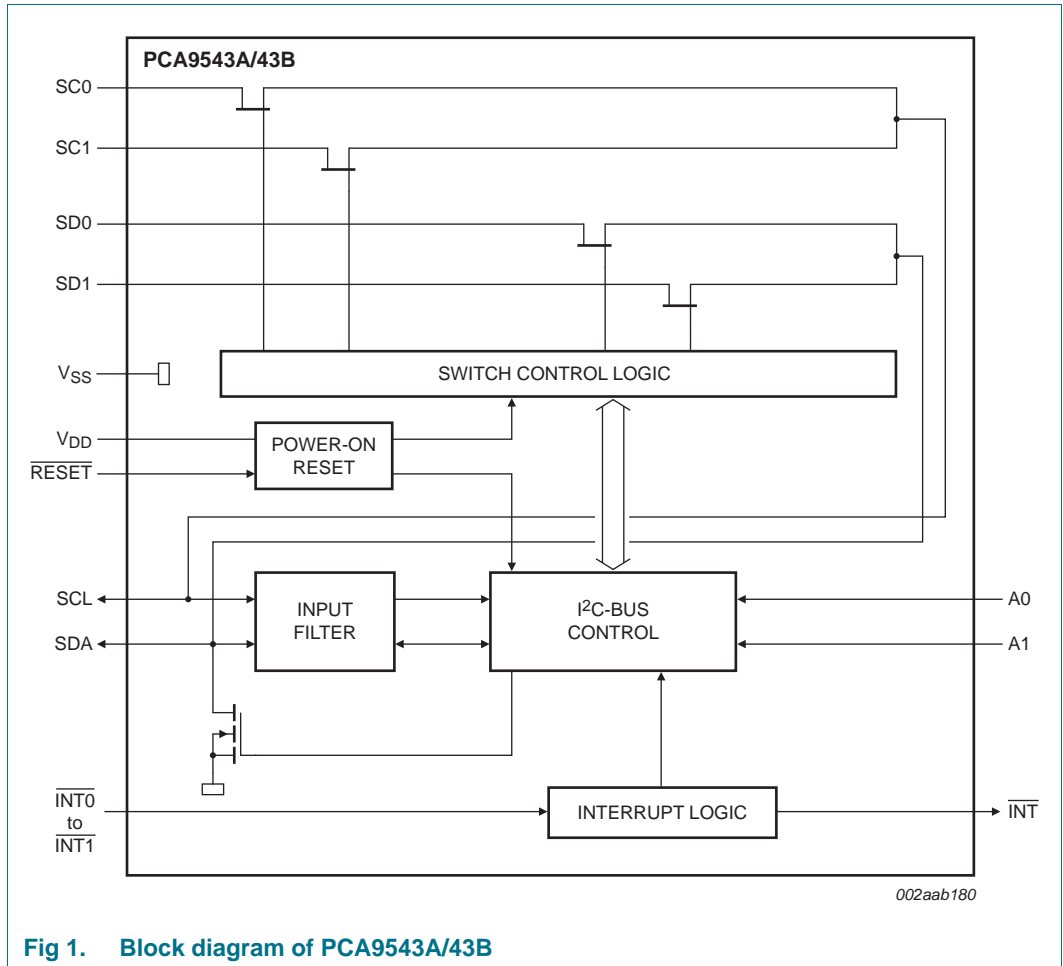 PCA9543A/43B
SC0
SC1
SD0
SD1
VSS
SWITCH CONTROL LOGIC
VDD
POWER-ON
RESET
RESET
SCL
INPUT
FILTER
I2C-BUS
CONTROL
A0
SDA
A1
INT0
to
INT1
INTERRUPT LOGIC
INT
002aab180
Fig 1. Block diagram of PCA9543A/43B